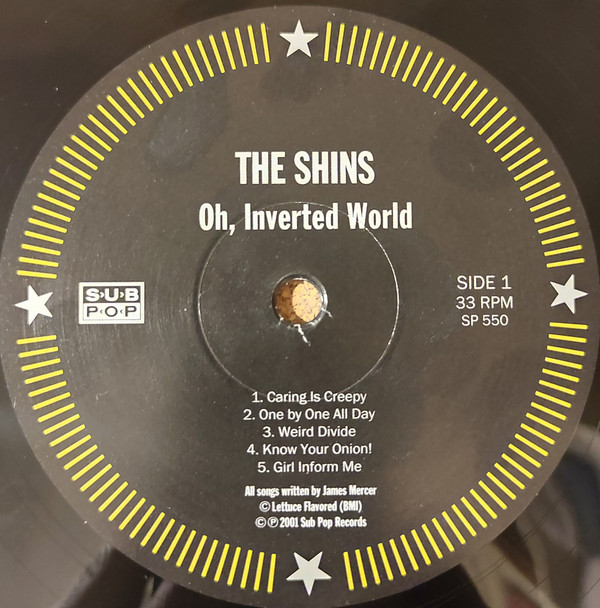 THE SHINS
Oh, Inverted World
SUB
POP
SIDE 1
33 RPM
SP 550
1. Caring Is Creepy
2. One by One All Day
3. Weird Divide
4. Know Your Onion!
5. Girl Inform Me
All songs written by James Mercer
© Lettuce Flavored (BMI)
© ℗ 2001 Sub Pop Records